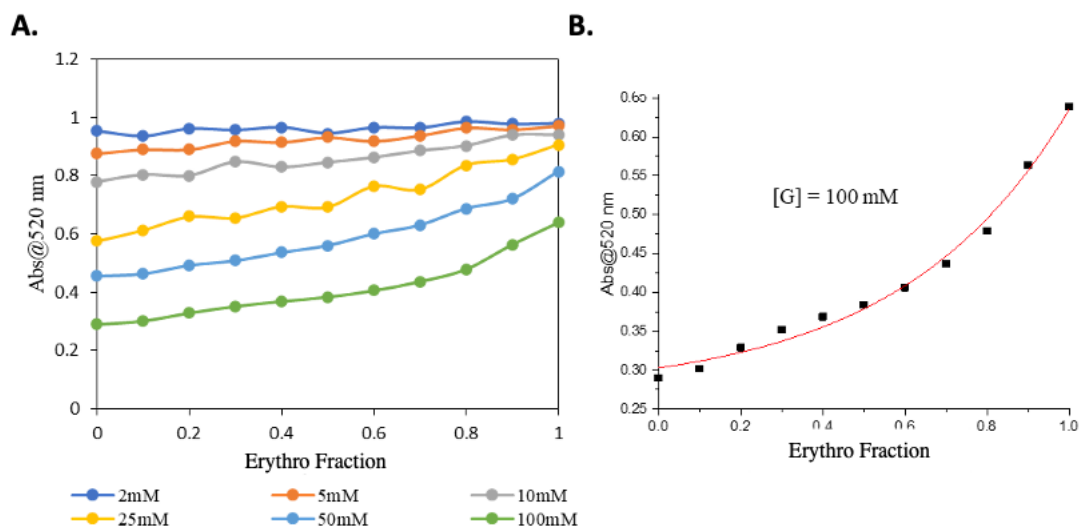 A.
B.
1.2
1
0.8
0.6
0.4
0.2
0
Abs@520 nm
0 0.2 0.4 0.6 0.8 1
Erythro Fraction
2mM 5mM 10mM
25mM 50mM 100mM
0.65
0.60
0.55
0.50
0.45
0.40
0.35
0.30
0.25
Abs@520 nm
[G] = 100 mM
0.0 0.2 0.4 0.6 0.8 1.0
Erythro Fraction